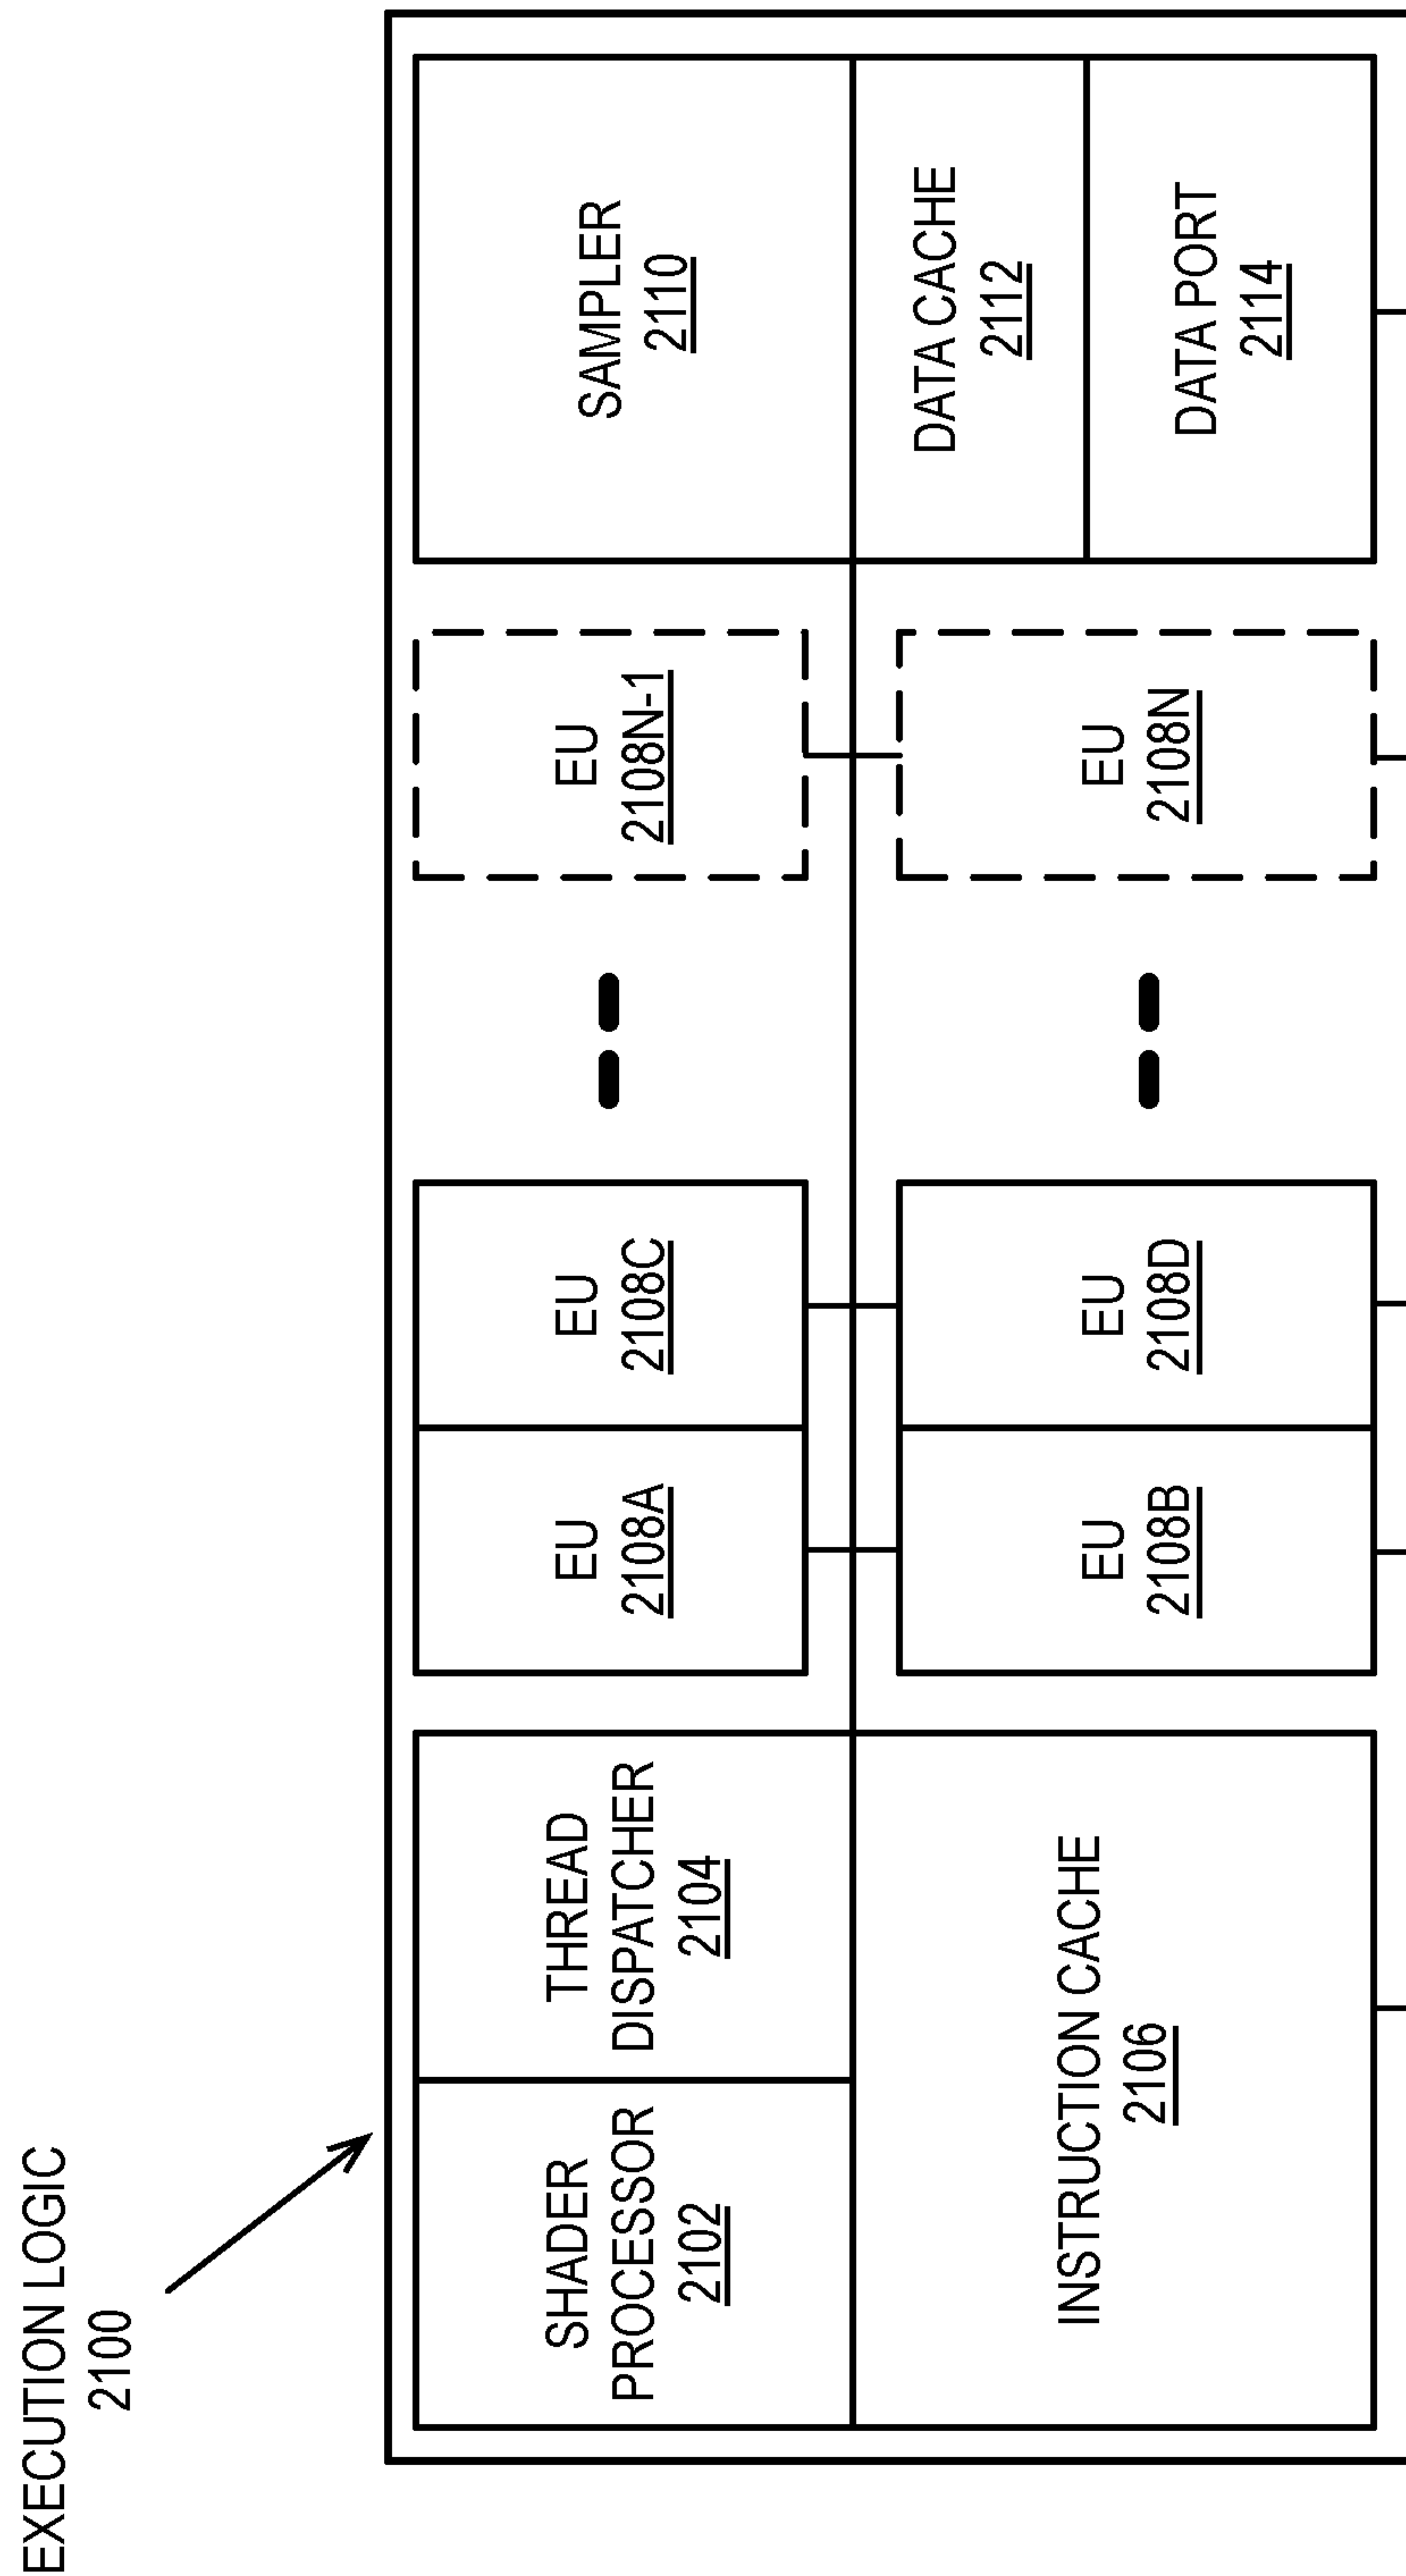 EXECUTION LOGIC
2100
SHADER
PROCESSOR
2102
THREAD
DISPATCHER
2104
EU
2108A
EU
2108C
EU
2108N-1
SAMPLER
2110
INSTRUCTION CACHE
2106
EU
2108B
EU
2108D
EU
2108N
DATA CACHE
2112
DATA PORT
2114